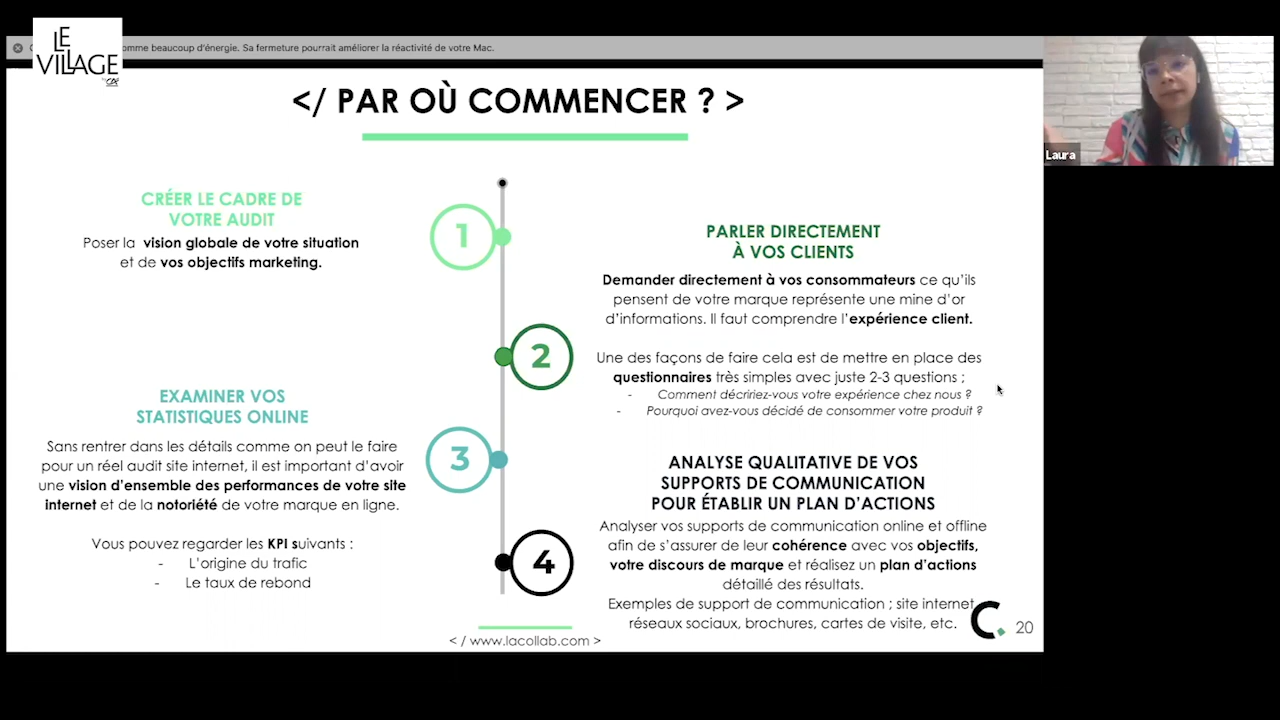 LE
VILLAGE
by CA
omme beaucoup d'énergie. Sa fermeture pourrait améliorer la réactivité de votre Mac.
</ PAR OÙ COMMENCER ? >
Laura
CRÉER LE CADRE DE
VOTRE AUDIT
Poser la vision globale de votre situation
et de vos objectifs marketing.
1
PARLER DIRECTEMENT
À VOS CLIENTS
Demander directement à vos consommateurs ce qu'ils
pensent de votre marque représente une mine d'or
d'informations. Il faut comprendre l'expérience client.
Une des façons de faire cela est de mettre en place des
questionnaires très simples avec juste 2-3 questions ;
- Comment décririez-vous votre expérience chez nous ?
- Pourquoi avez-vous décidé de consommer votre produit ?
2
EXAMINER VOS
STATISTIQUES ONLINE
Sans rentrer dans les détails comme on peut le faire
pour un réel audit site internet, il est important d'avoir
une vision d'ensemble des performances de votre site
internet et de la notoriété de votre marque en ligne.
Vous pouvez regarder les KPI suivants :
- L'origine du trafic
- Le taux de rebond
3
ANALYSE QUALITATIVE DE VOS
SUPPORTS DE COMMUNICATION
POUR ÉTABLIR UN PLAN D'ACTIONS
Analyser vos supports de communication online et offline
afin de s'assurer de leur cohérence avec vos objectifs,
votre discours de marque et réalisez un plan d'actions
détaillé des résultats.
Exemples de support de communication ; site internet,
réseaux sociaux, brochures, cartes de visite, etc.
4
C.
20
< / www.lacollab.com >